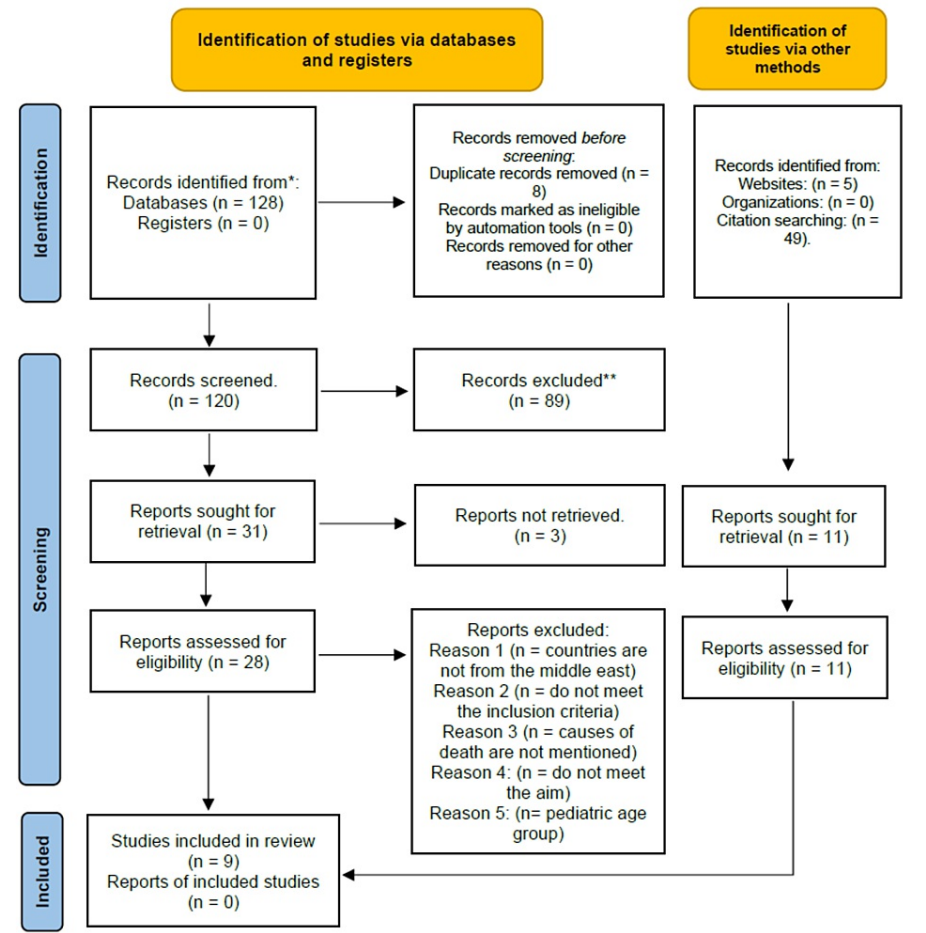 Identification of studies via databases
and registers
Identification of
studies via other
methods
Identification
Records identified from*:
Databases (n = 128)
Registers (n = 0)
Records removed before
screening:
Duplicate records removed (n =
8)
Records marked as ineligible
by automation tools (n = 0)
Records removed for other
reasons (n = 0)
Records identified from:
Websites: (n = 5)
Organizations: (n = 0)
Citation searching: (n =
49).
Screening
Records screened.
(n = 120)
Records excluded**
(n = 89)
Reports sought for
retrieval (n = 31)
Reports not retrieved.
(n = 3)
Reports sought for
retrieval (n = 11)
Reports assessed for
eligibility (n = 28)
Reports excluded:
Reason 1 (n = countries are
not from the middle east)
Reason 2 (n = do not meet
the inclusion criteria)
Reason 3 (n = causes of
death are not mentioned)
Reason 4: (n = do not meet
the aim)
Reason 5: (n= pediatric age
group)
Reports assessed for
eligibility (n = 11)
Included
Studies included in review
(n = 9)
Reports of included studies
(n = 0)